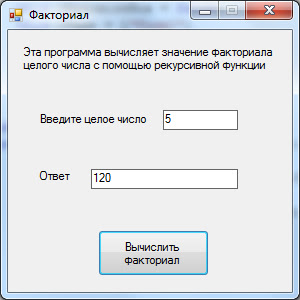 Факториал
Эта программа вычисляет значение факториала
целого числа с помощью рекурсивной функции
Введите целое число 5
Ответ 120
Вычислить
факториал